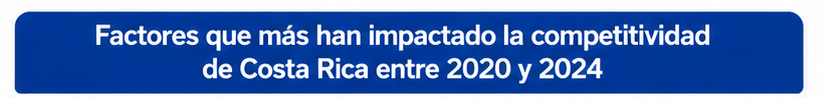 Factores que más han impactado la competitividad
de Costa Rica entre 2020 y 2024